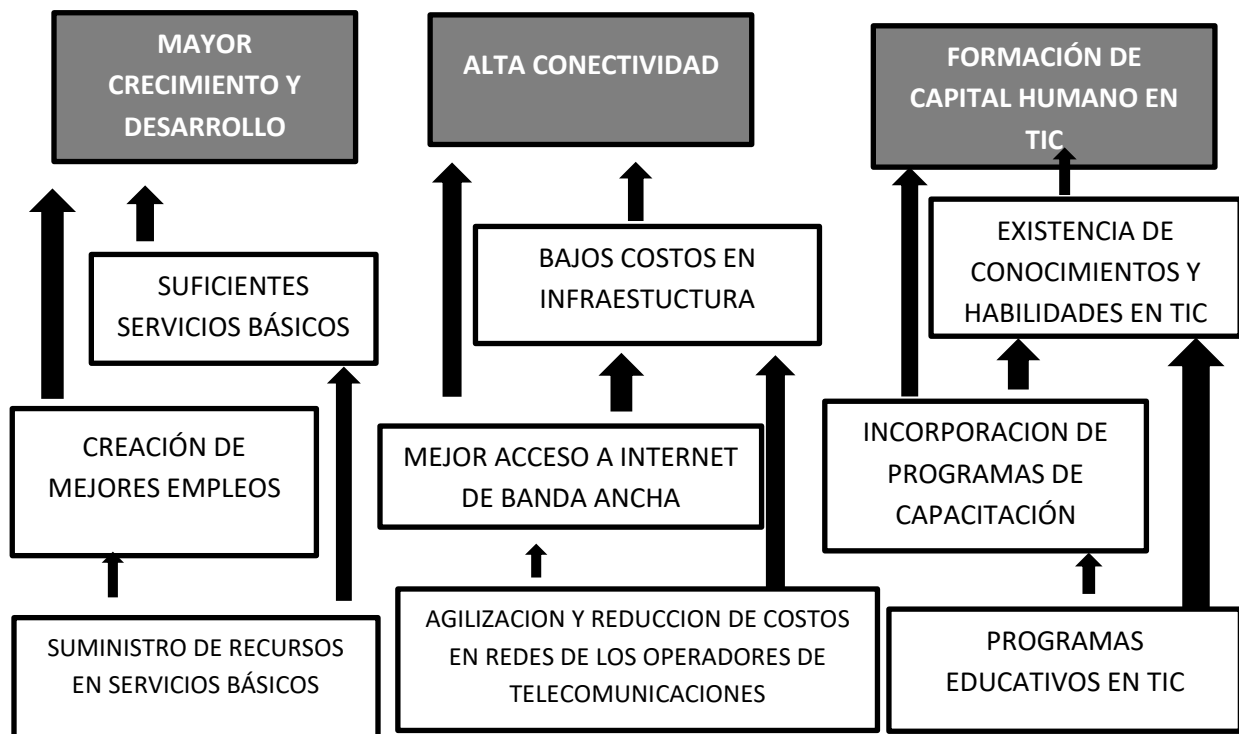 MAYOR
CRECIMIENTO Y
DESARROLLO
ALTA CONECTIVIDAD
FORMACIÓN DE
CAPITAL HUMANO EN
TIC
SUFICIENTES
SERVICIOS BÁSICOS
BAJOS COSTOS EN
INFRAESTUCTURA
EXISTENCIA DE
CONOCIMIENTOS Y
HABILIDADES EN TIC
CREACIÓN DE
MEJORES EMPLEOS
MEJOR ACCESO A INTERNET
DE BANDA ANCHA
INCORPORACION DE
PROGRAMAS DE
CAPACITACIÓN
SUMINISTRO DE RECURSOS
EN SERVICIOS BÁSICOS
AGILIZACION Y REDUCCION DE COSTOS
EN REDES DE LOS OPERADORES DE
TELECOMUNICACIONES
PROGRAMAS
EDUCATIVOS EN TIC